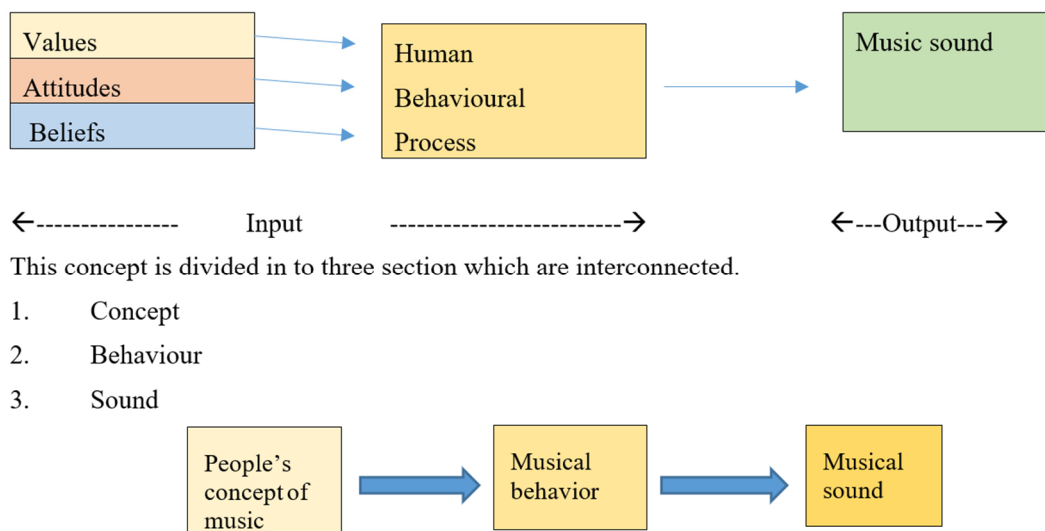 Values
Attitudes
Beliefs
Human
Behavioural
Process
Music sound
←---------------- Input --------------------------→
←---Output---→
This concept is divided in to three section which are interconnected.
1. Concept
2. Behaviour
3. Sound
People’s
concept of
music
Musical
behavior
Musical
sound